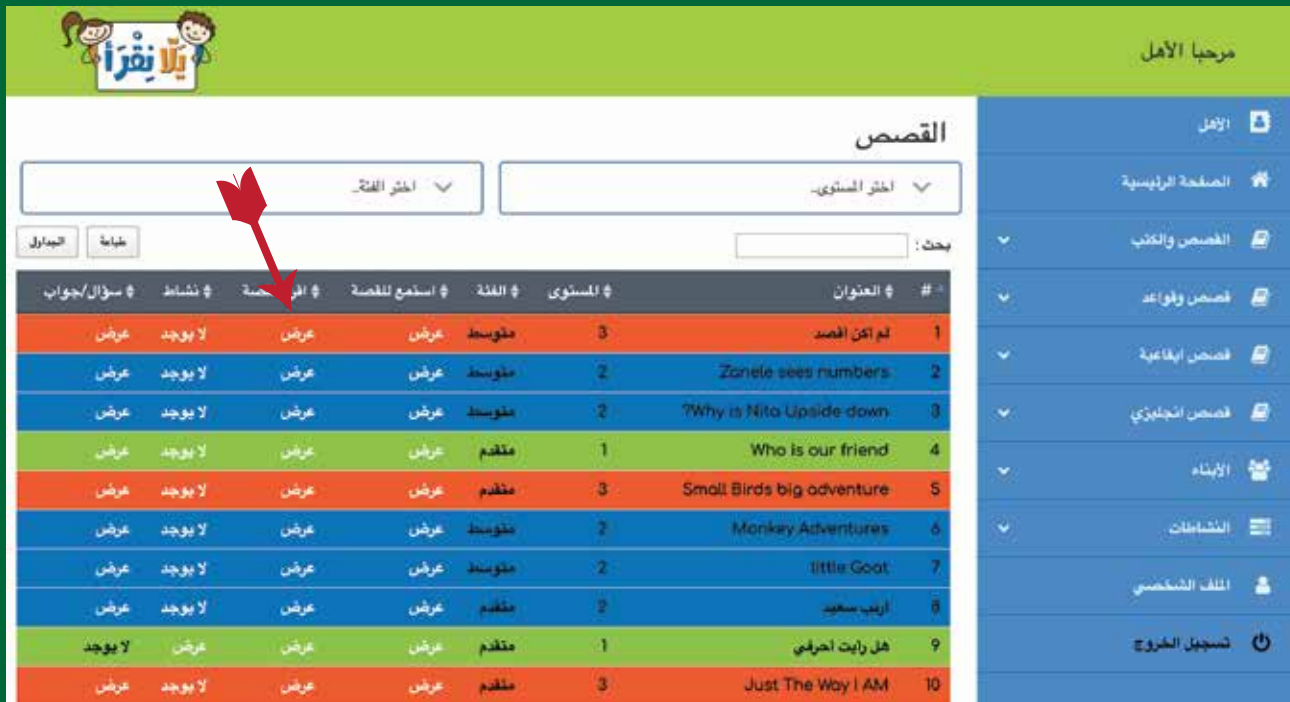 يَلّا نِقْرَأ
مرحبا الأهل
الأهل
الصفحة الرئيسية
القصص والكتب
قصص وقواعد
قصص ايقاعية
قصص انجليزي
الأبناء
النشاطات
الملف الشخصي
تسجيل الخروج
القصص
اختر المستوى..
اختر الفئة..
بحث :
طباعة
الجداول
# العنوان المستوى الفئة استمع للقصة نشاط سؤال/جواب
1 لم اكن اقصد 3 متوسط عرض عرض لا يوجد عرض
2 Zanele sees numbers 2 متوسط عرض عرض لا يوجد عرض
3 ?Why is Nita Upside down 2 متوسط عرض عرض لا يوجد عرض
4 Who is our friend 1 متقدم عرض عرض لا يوجد عرض
5 Small Birds big adventure 3 متقدم عرض عرض لا يوجد عرض
6 Monkey Adventures 2 متوسط عرض عرض لا يوجد عرض
7 little Goat 2 متوسط عرض عرض لا يوجد عرض
8 ارنب سعيد 2 متقدم عرض عرض لا يوجد عرض
9 هل رايت احرفي 1 متقدم عرض عرض عرض لا يوجد
10 Just The Way I AM 3 متقدم عرض عرض لا يوجد عرض